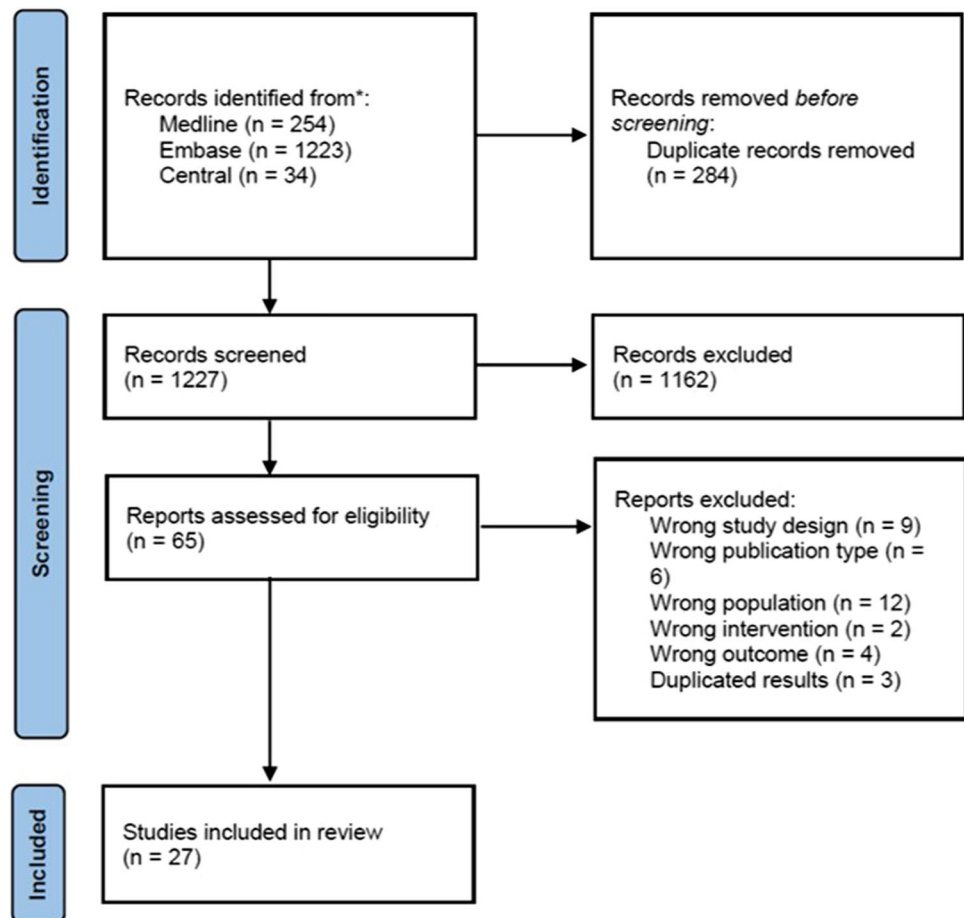 Identification
Records identified from*:
Medline (n = 254)
Embase (n = 1223)
Central (n = 34)
Records removed before
screening:
Duplicate records removed
(n = 284)
Screening
Records screened
(n = 1227)
Records excluded
(n = 1162)
Reports assessed for eligibility
(n = 65)
Reports excluded:
Wrong study design (n = 9)
Wrong publication type (n =
6)
Wrong population (n = 12)
Wrong intervention (n = 2)
Wrong outcome (n = 4)
Duplicated results (n = 3)
Included
Studies included in review
(n = 27)